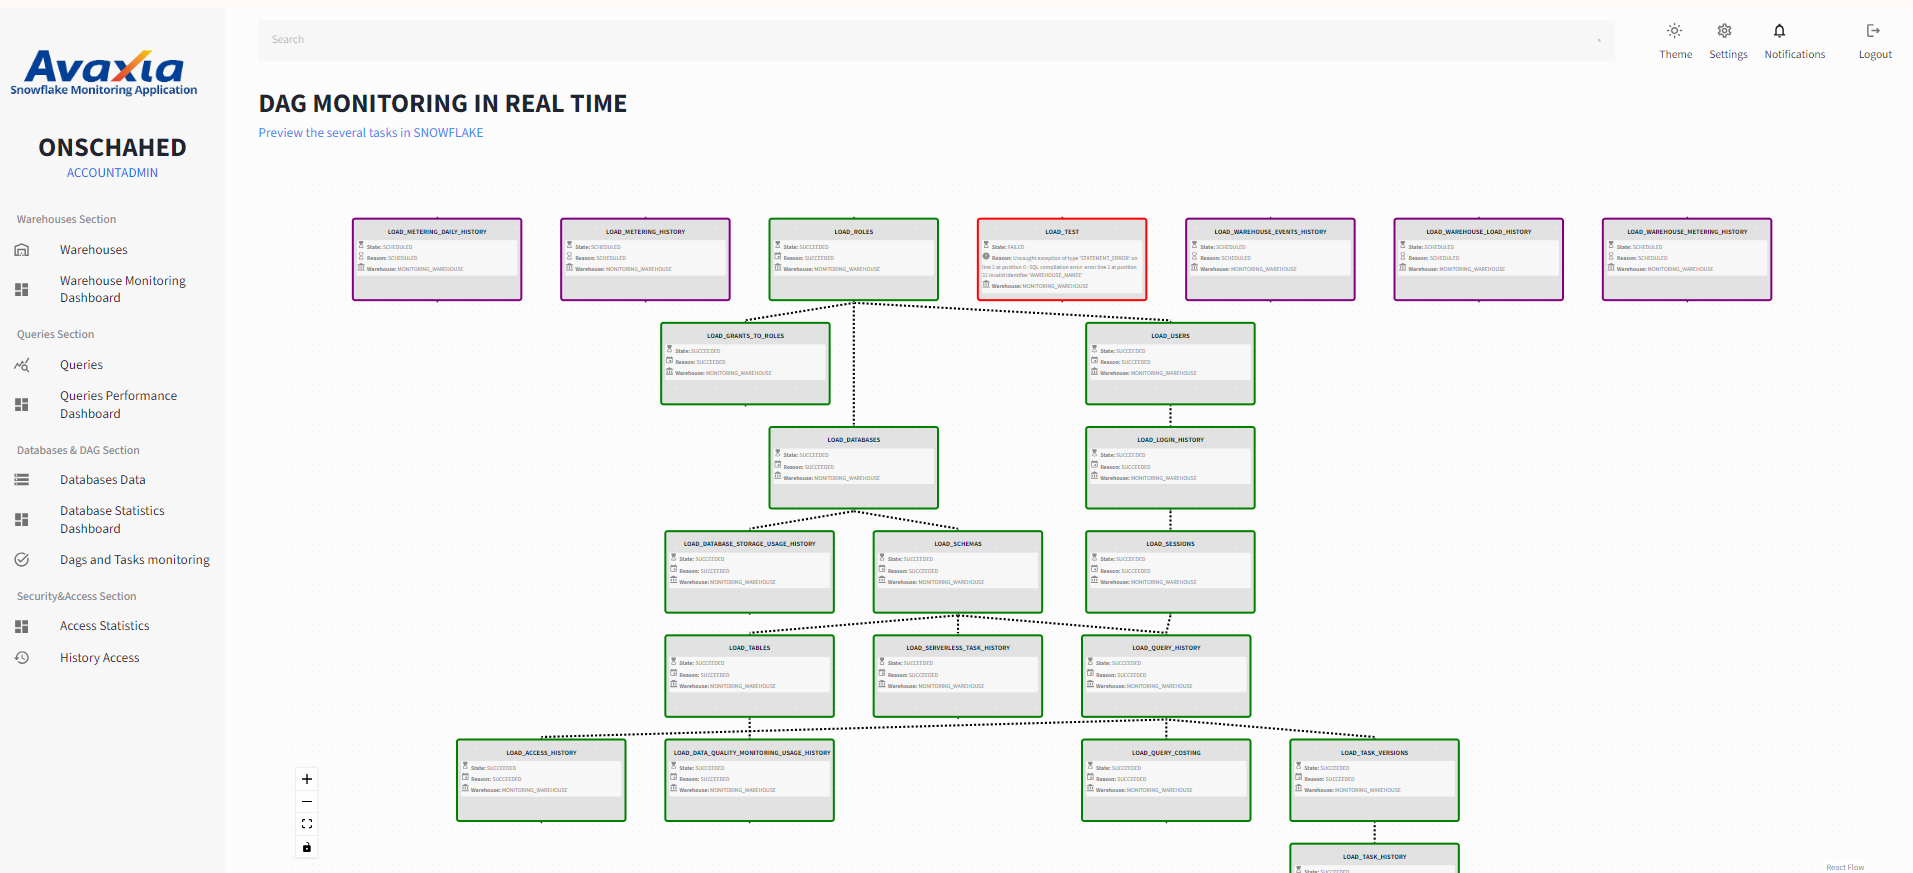 Avaxia
Snowflake Monitoring Application
ONSCHAHED
ACCOUNTADMIN
Warehouses Section
Warehouses
Warehouse Monitoring
Dashboard
Queries Section
Queries
Queries Performance
Dashboard
Databases & DAG Section
Databases Data
Database Statistics
Dashboard
Dags and Tasks monitoring
Security&Access Section
Access Statistics
History Access
Search
Theme
Settings
Notifications
Logout
DAG MONITORING IN REAL TIME
Preview the several tasks in SNOWFLAKE
LOAD_METERING_DAILY_HISTORY
State: SCHEDULED
Reason: SCHEDULED
Warehouse: MONITORING_WAREHOUSE
LOAD_METERING_HISTORY
State: SCHEDULED
Reason: SCHEDULED
Warehouse: MONITORING_WAREHOUSE
LOAD_ROLES
State: SUCCEEDED
Reason: SUCCEEDED
Warehouse: MONITORING_WAREHOUSE
LOAD_TEST
State: FAILED
Reason: Uncaught exception of type 'STATEMENT_ERROR' on
line 2 at position 0 : SQL compilation error: error line 2 at position
32 invalid identifier 'WAREHOUSE_NAMEE'
Warehouse: MONITORING_WAREHOUSE
LOAD_WAREHOUSE_EVENTS_HISTORY
State: SCHEDULED
Reason: SCHEDULED
Warehouse: MONITORING_WAREHOUSE
LOAD_WAREHOUSE_LOAD_HISTORY
State: SCHEDULED
Reason: SCHEDULED
Warehouse: MONITORING_WAREHOUSE
LOAD_WAREHOUSE_METERING_HISTORY
State: SCHEDULED
Reason: SCHEDULED
Warehouse: MONITORING_WAREHOUSE
LOAD_GRANTS_TO_ROLES
State: SUCCEEDED
Reason: SUCCEEDED
Warehouse: MONITORING_WAREHOUSE
LOAD_USERS
State: SUCCEEDED
Reason: SUCCEEDED
Warehouse: MONITORING_WAREHOUSE
LOAD_DATABASES
State: SUCCEEDED
Reason: SUCCEEDED
Warehouse: MONITORING_WAREHOUSE
LOAD_LOGIN_HISTORY
State: SUCCEEDED
Reason: SUCCEEDED
Warehouse: MONITORING_WAREHOUSE
LOAD_DATABASE_STORAGE_USAGE_HISTORY
State: SUCCEEDED
Reason: SUCCEEDED
Warehouse: MONITORING_WAREHOUSE
LOAD_SCHEMAS
State: SUCCEEDED
Reason: SUCCEEDED
Warehouse: MONITORING_WAREHOUSE
LOAD_SESSIONS
State: SUCCEEDED
Reason: SUCCEEDED
Warehouse: MONITORING_WAREHOUSE
LOAD_TABLES
State: SUCCEEDED
Reason: SUCCEEDED
Warehouse: MONITORING_WAREHOUSE
LOAD_SERVERLESS_TASK_HISTORY
State: SUCCEEDED
Reason: SUCCEEDED
Warehouse: MONITORING_WAREHOUSE
LOAD_QUERY_HISTORY
State: SUCCEEDED
Reason: SUCCEEDED
Warehouse: MONITORING_WAREHOUSE
LOAD_ACCESS_HISTORY
State: SUCCEEDED
Reason: SUCCEEDED
Warehouse: MONITORING_WAREHOUSE
LOAD_DATA_QUALITY_MONITORING_USAGE_HISTORY
State: SUCCEEDED
Reason: SUCCEEDED
Warehouse: MONITORING_WAREHOUSE
LOAD_QUERY_COSTING
State: SUCCEEDED
Reason: SUCCEEDED
Warehouse: MONITORING_WAREHOUSE
LOAD_TASK_VERSIONS
State: SUCCEEDED
Reason: SUCCEEDED
Warehouse: MONITORING_WAREHOUSE
LOAD_TASK_HISTORY
State: SUCCEEDED
React Flow